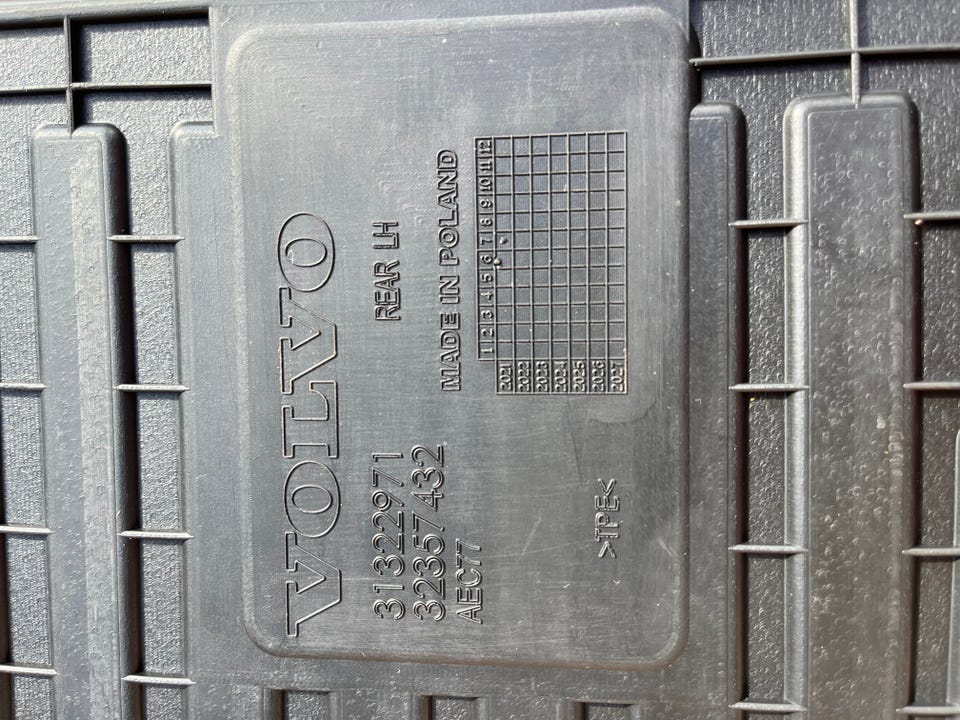 VOLVO
31322971 REAR LH
32357432 MADE IN POLAND
AEC77
1 2 3 4 5 6 7 8 9 10 11 12
2021
2022
2023
2024
2025
2026
2027
>TPE<